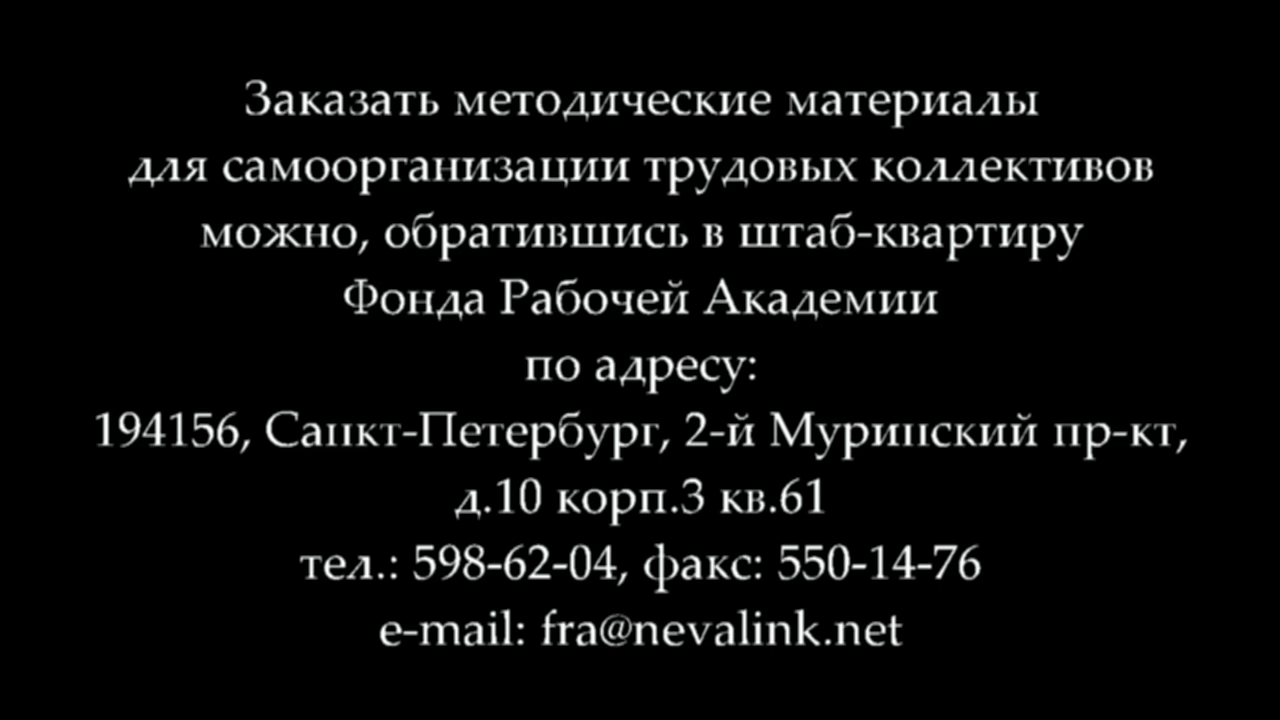 Заказать методические материалы
для самоорганизации трудовых коллективов
можно, обратившись в штаб-квартиру
Фонда Рабочей Академии
по адресу:
194156, Санкт-Петербург, 2-й Муринский пр-кт,
д.10 корп.3 кв.61
тел.: 598-62-04, факс: 550-14-76
e-mail: fra@nevalink.net